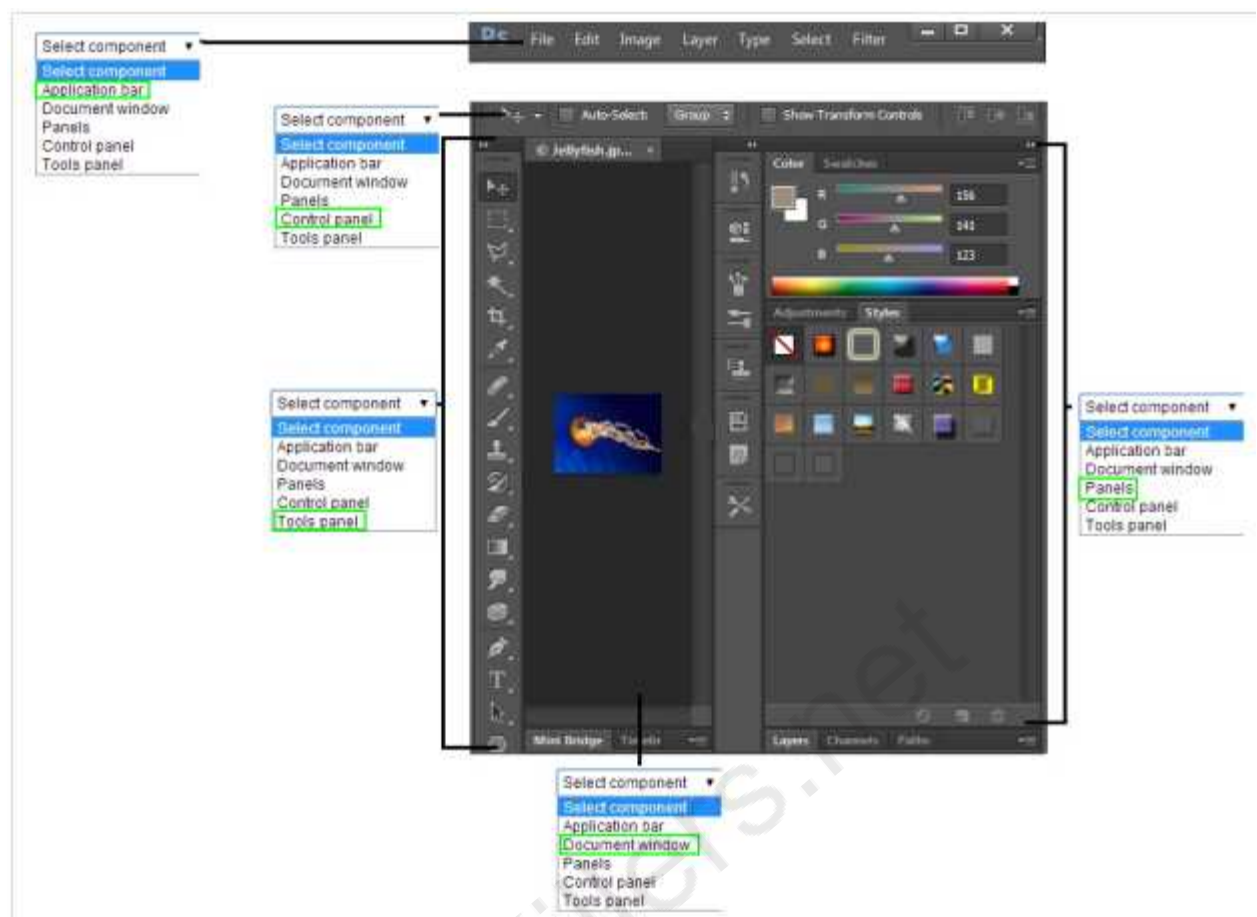 Select component
Select component
Application bar
Document window
Panels
Control panel
Tools panel
Ps
File Edit Image Layer Type Select Filter
Select component
Select component
Application bar
Document window
Panels
Control panel
Tools panel
Auto-Select: Group Show Transform Controls
© Jellyfish.jp... ×
Color Swatches
R 156
G 141
B 123
Adjustments Styles
Select component
Select component
Application bar
Document window
Panels
Control panel
Tools panel
Select component
Select component
Application bar
Document window
Panels
Control panel
Tools panel
T
Mini Bridge
Layers Channels Paths
Select component
Select component
Application bar
Document window
Panels
Control panel
Tools panel